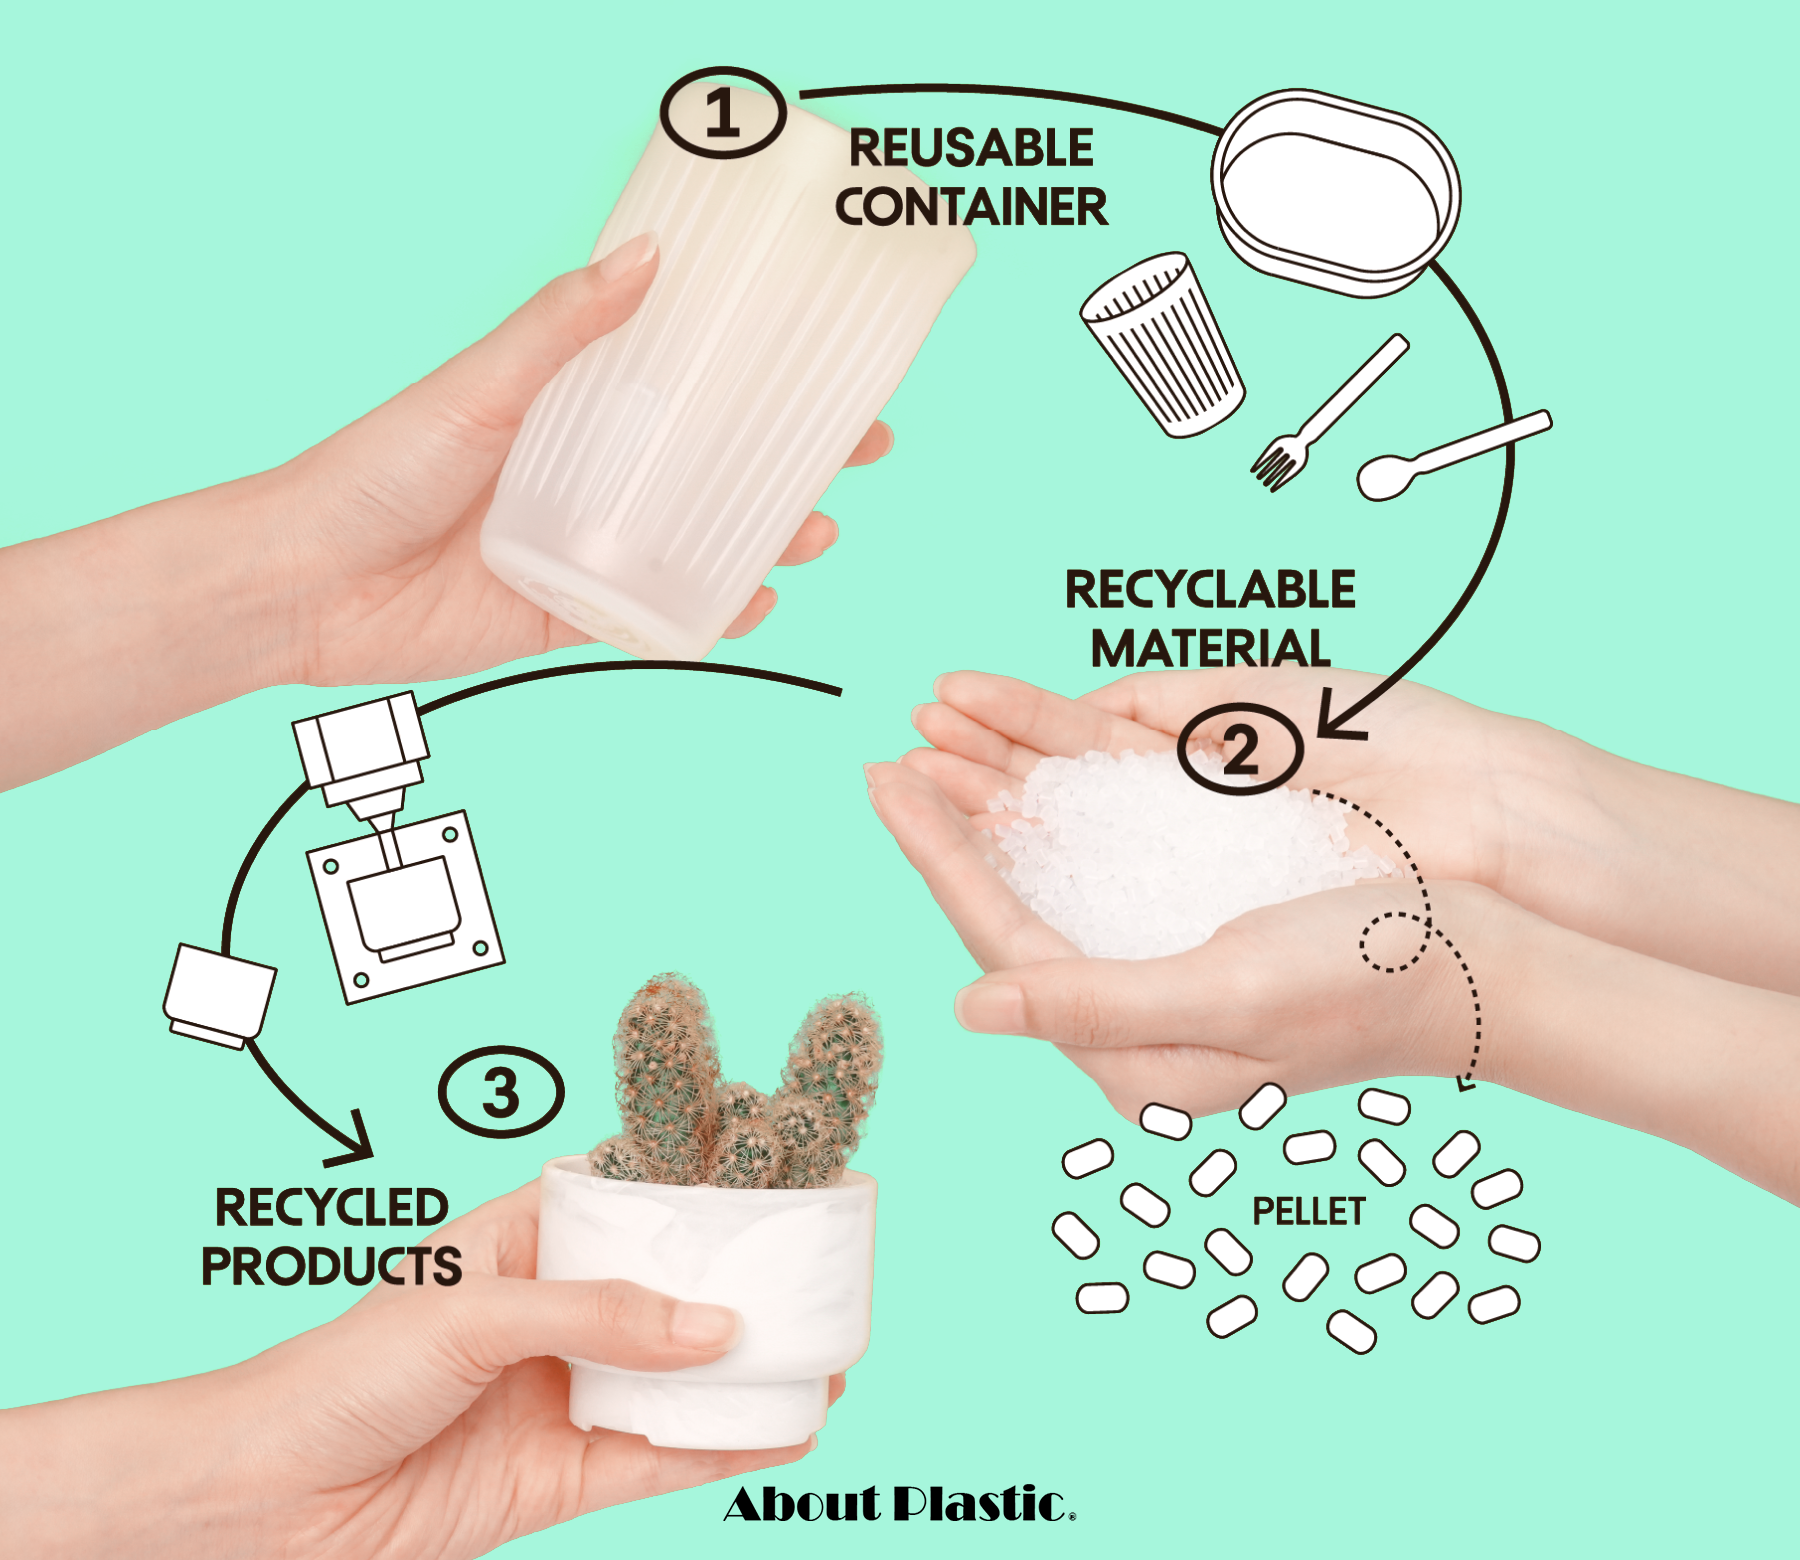 1
REUSABLE
CONTAINER
RECYCLABLE
MATERIAL
2
3
RECYCLED
PRODUCTS
PELLET
About Plastic®